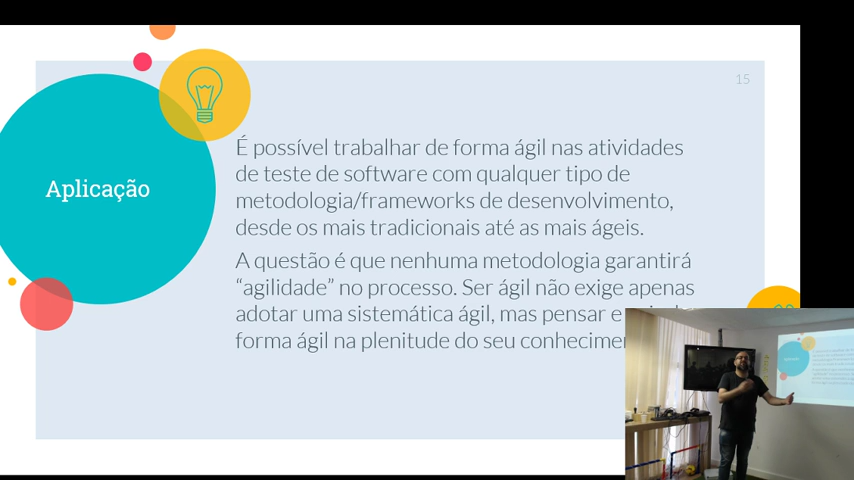 15
Aplicação
É possível trabalhar de forma ágil nas atividades
de teste de software com qualquer tipo de
metodologia/frameworks de desenvolvimento,
desde os mais tradicionais até as mais ágeis.
A questão é que nenhuma metodologia garantirá
“agilidade” no processo. Ser ágil não exige apenas
adotar uma sistemática ágil, mas pensar e
forma ágil na plenitude do seu